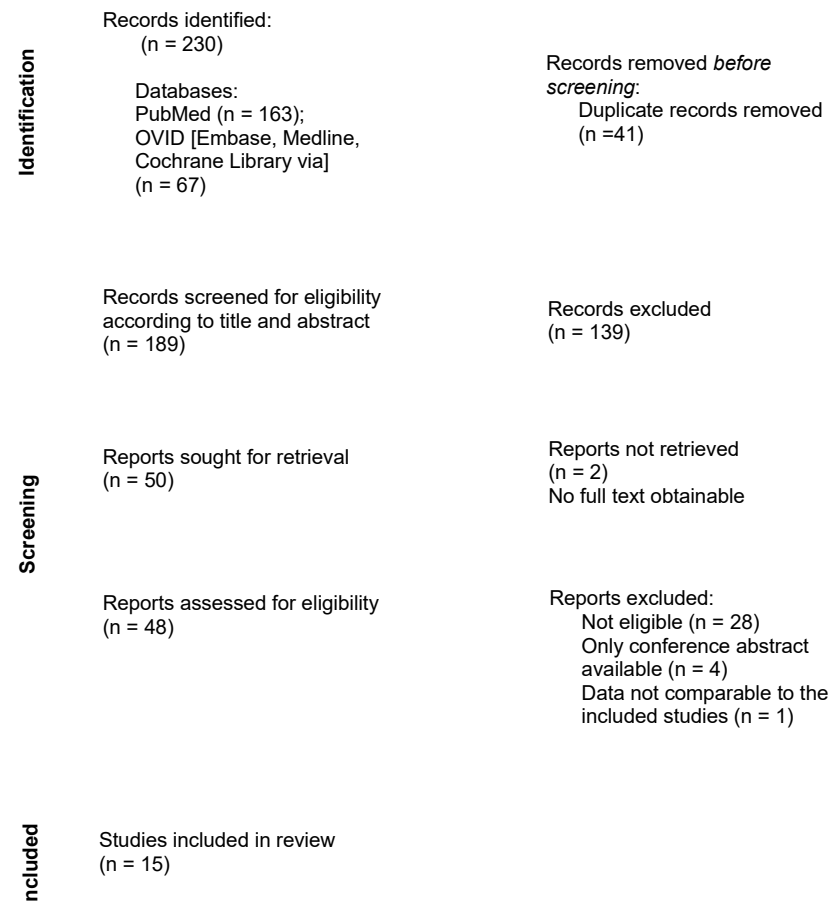 Identification
Records identified:
(n = 230)
Databases:
PubMed (n = 163);
OVID [Embase, Medline,
Cochrane Library via]
(n = 67)
Records removed before
screening:
Duplicate records removed
(n =41)
Screening
Records screened for eligibility
according to title and abstract
(n = 189)
Records excluded
(n = 139)
Reports sought for retrieval
(n = 50)
Reports not retrieved
(n = 2)
No full text obtainable
Reports assessed for eligibility
(n = 48)
Reports excluded:
Not eligible (n = 28)
Only conference abstract
available (n = 4)
Data not comparable to the
included studies (n = 1)
ncluded
Studies included in review
(n = 15)